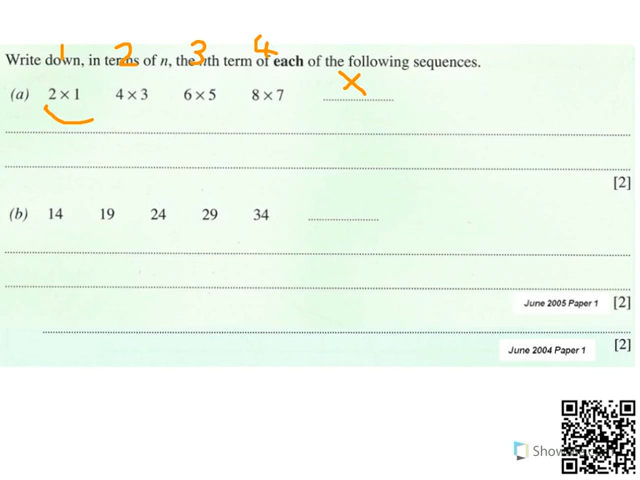 1 2 3 4
Write down, in terms of n, the nth term of each of the following sequences.
(a) 2 × 1 4 × 3 6 × 5 8 × 7 .................... ×
[2]
(b) 14 19 24 29 34 ....................
June 2005 Paper 1 [2]
[2]
June 2004 Paper 1